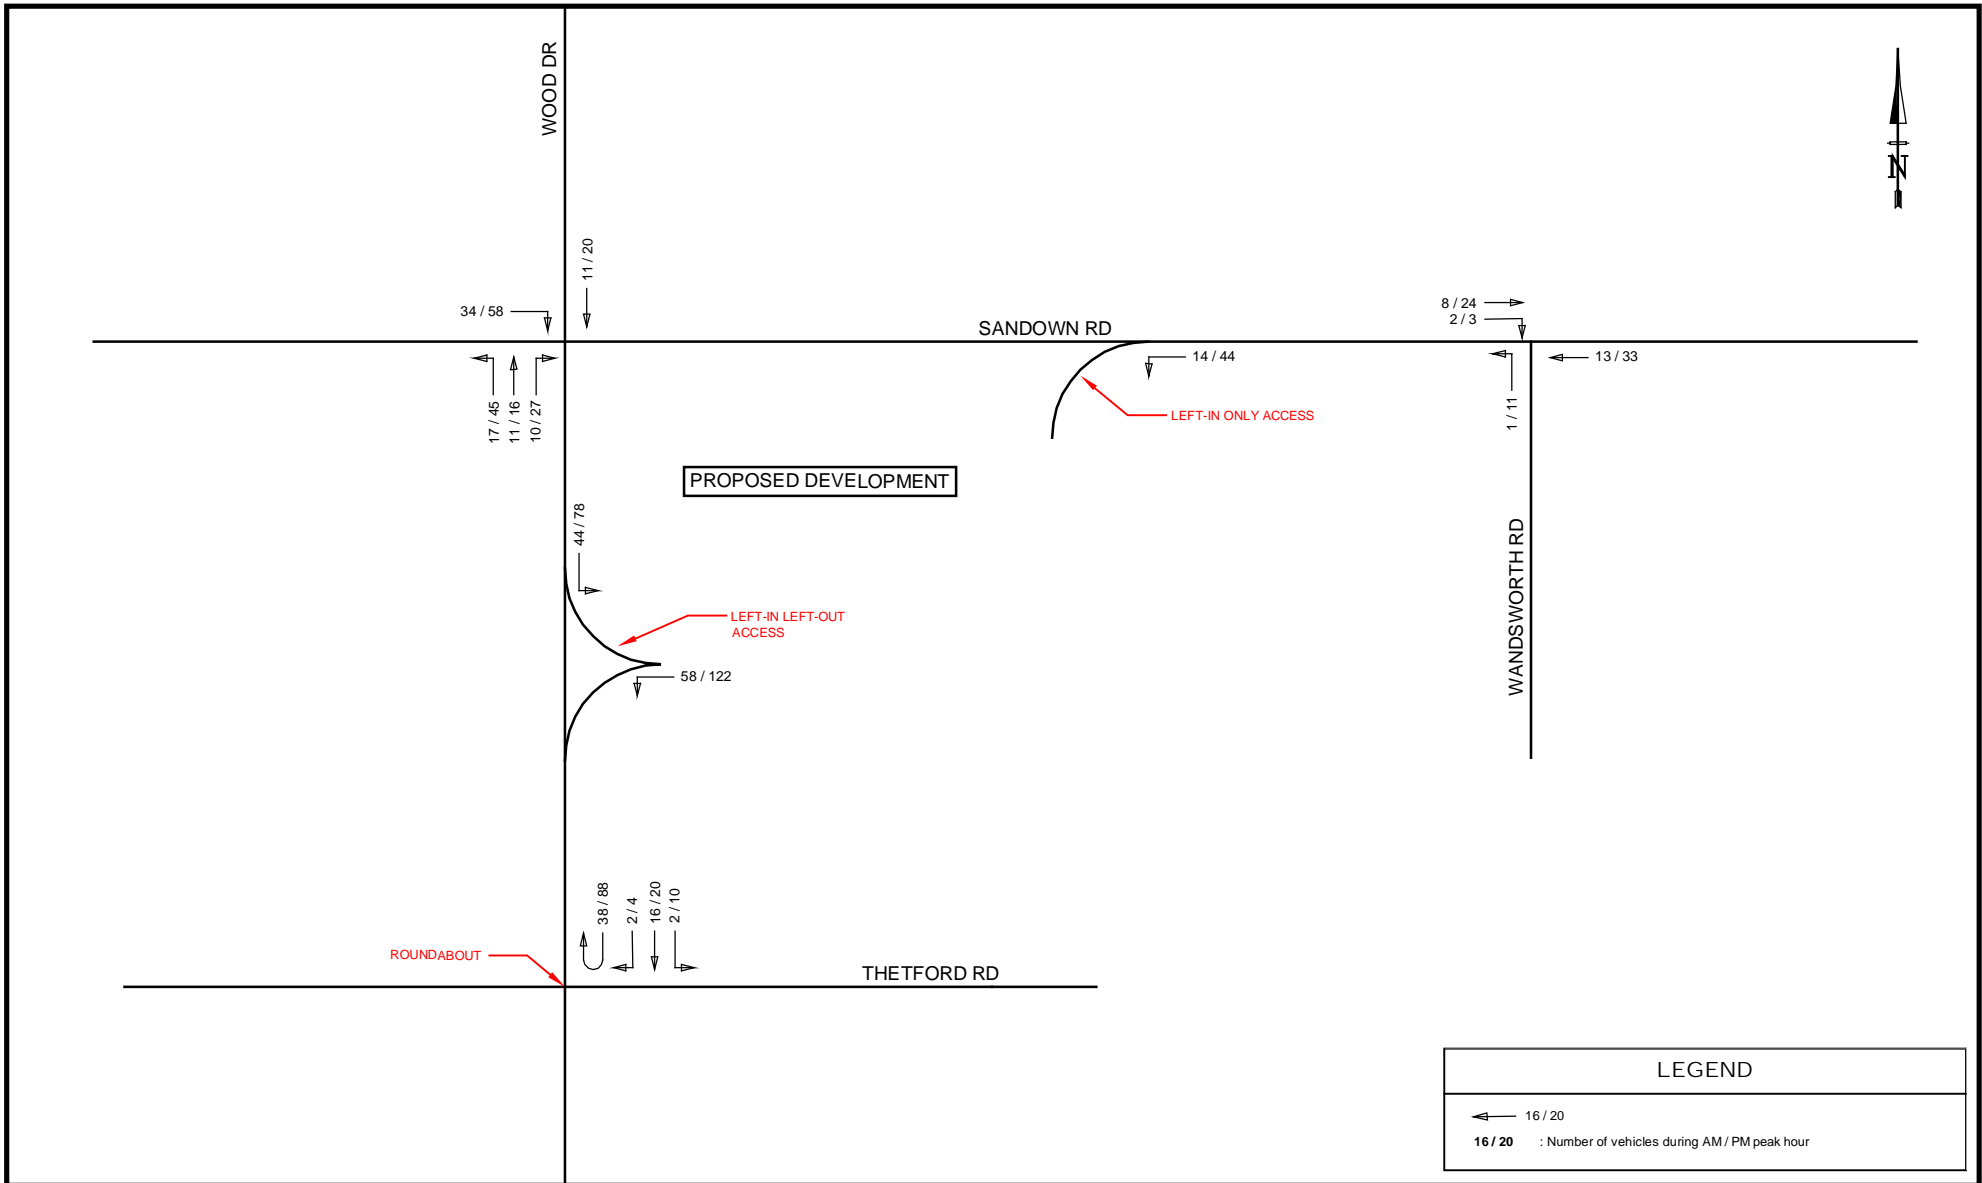 WOOD DR
N
11 / 20
34 / 58
8 / 24
2 / 3
SANDOWN RD
14 / 44
13 / 33
17 / 45
11 / 16
10 / 27
LEFT-IN ONLY ACCESS
1 / 11
PROPOSED DEVELOPMENT
44 / 78
WANDSWORTH RD
LEFT-IN LEFT-OUT
ACCESS
58 / 122
38 / 88
2 / 4
16 / 20
2 / 10
ROUNDABOUT
THETFORD RD
LEGEND
16 / 20
16 / 20 : Number of vehicles during AM / PM peak hour